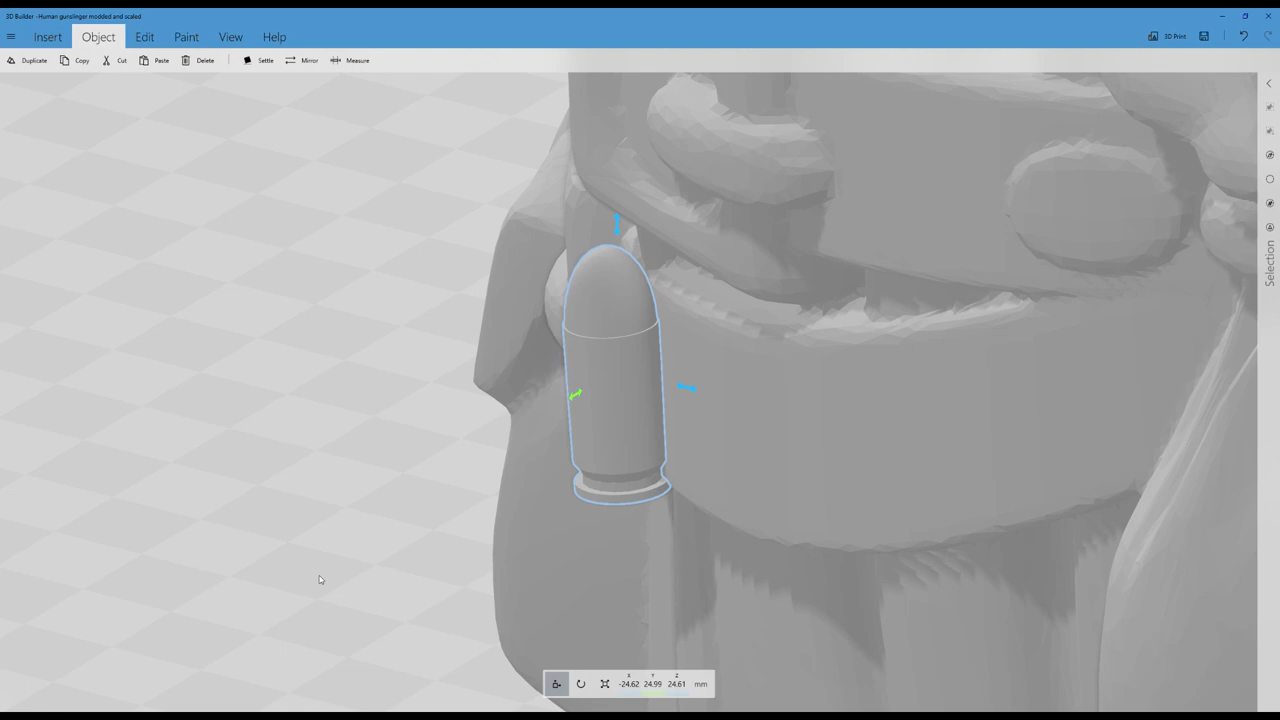 3D Builder -Human gunslinger modded and scaled
Insert Object Edit Paint View Help 3D Print
Duplicate Copy Cut Paste Delete Settle Mirror Measure
Selection
X Y Z
-24.62 24.99 24.61 mm